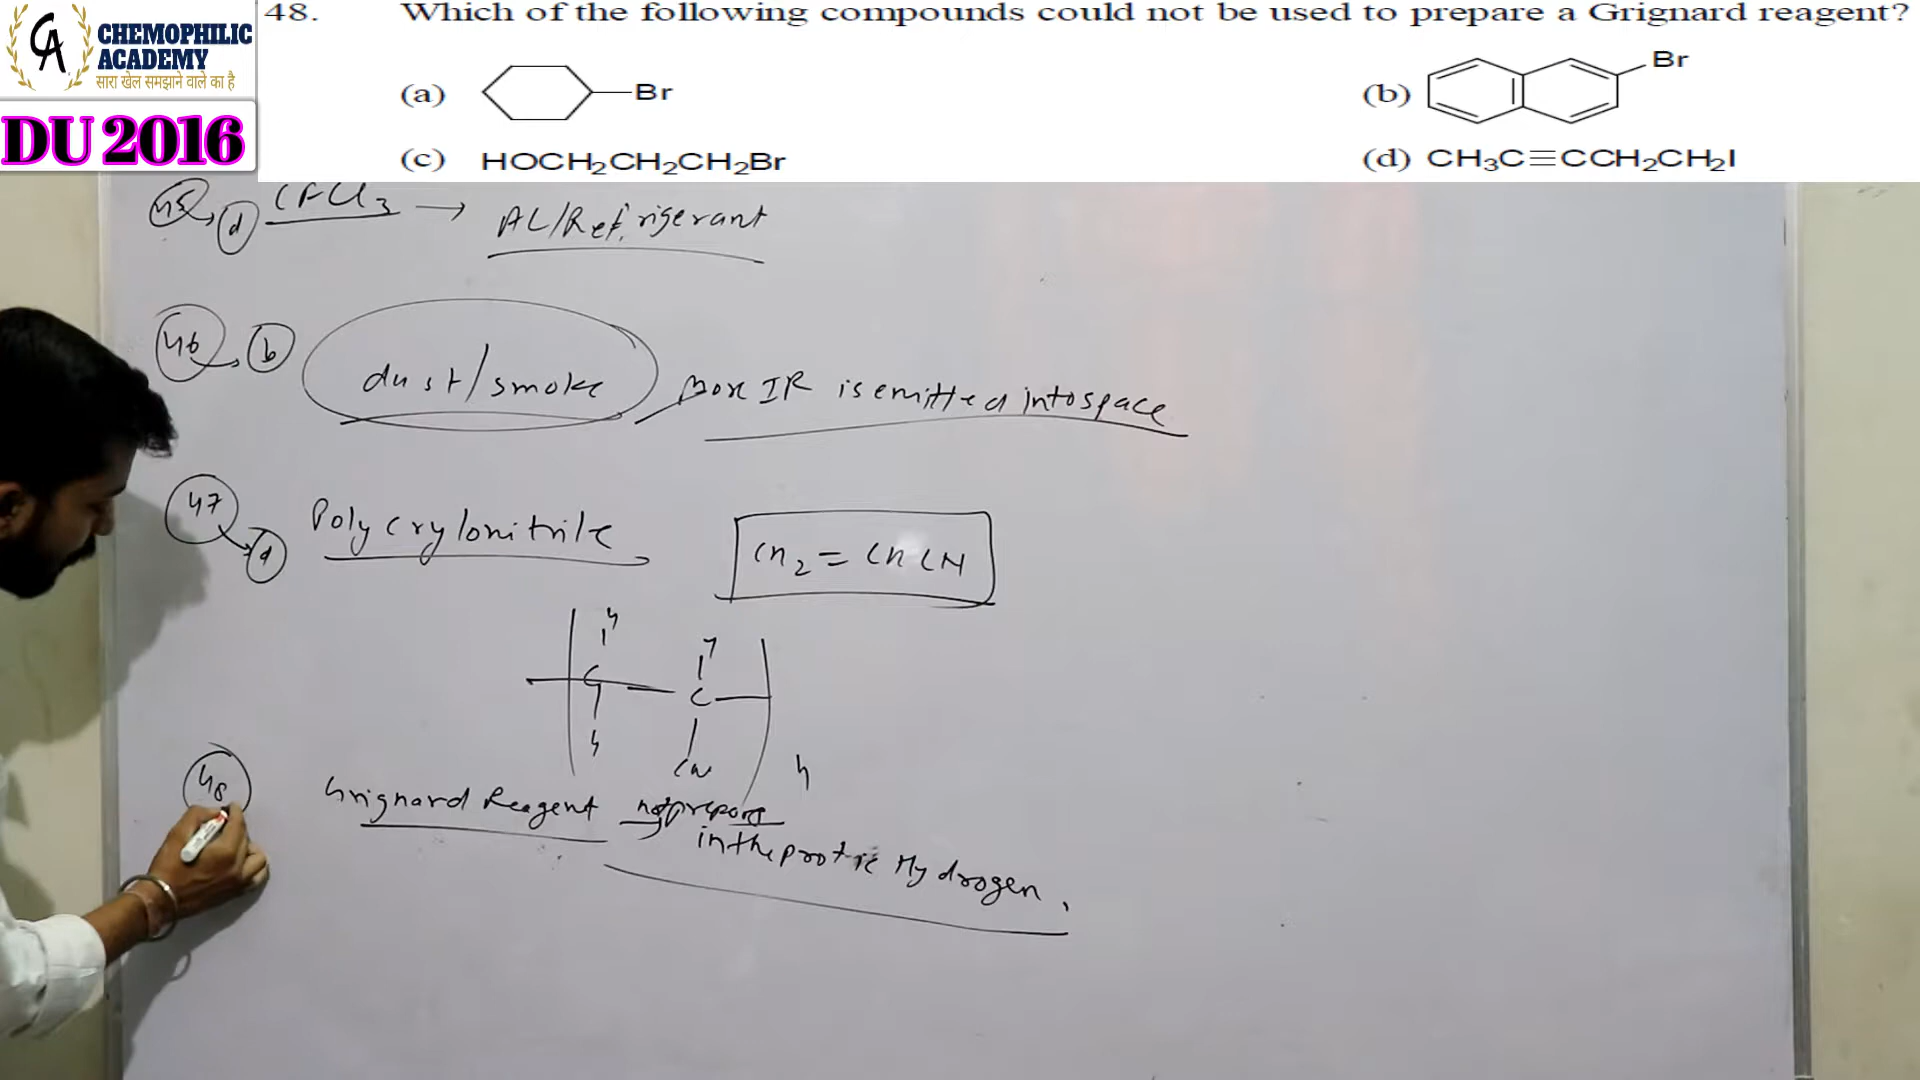 CA CHEMOPHILIC
ACADEMY
सारा खेल समझाने वाले का है
DU 2016
48. Which of the following compounds could not be used to prepare a Grignard reagent?
(a) Br
(b) Br
(c) HOCH₂CH₂CH₂Br
(d) CH₃C≡CCH₂CH₂I
45 d CFCl₃ → AC/Refrigerant
46 b dust/smoke more IR is emitted into space
47 d Polycrylonitrile CH₂ = CHCN
H H
C C
H CN n
48 Grignard Reagent not prepare
in the protic Hydrogen.